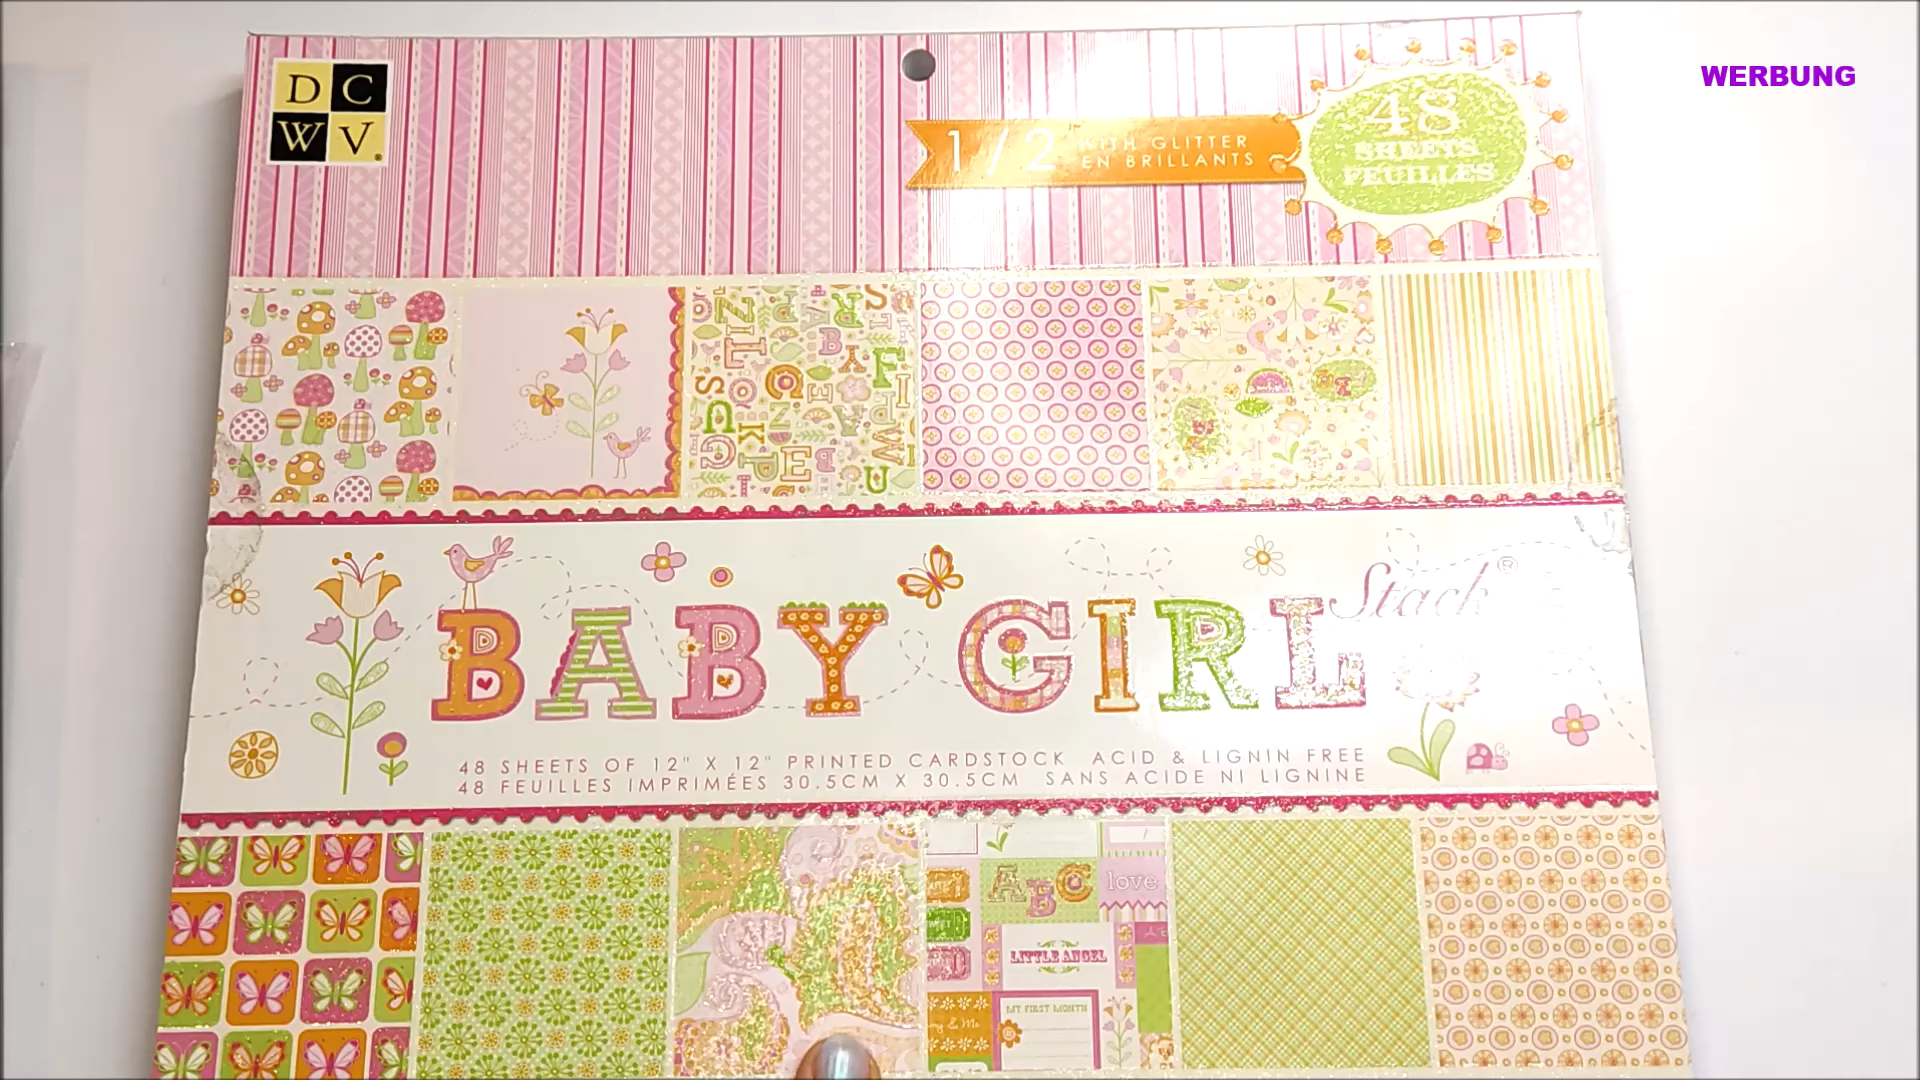 WERBUNG
D C
W V®
1/2 WITH GLITTER
EN BRILLANTS
48
SHEETS
FEUILLES
BABY GIRL Stack®
48 SHEETS OF 12" X 12" PRINTED CARDSTOCK ACID & LIGNIN FREE
48 FEUILLES IMPRIMÉES 30.5CM X 30.5CM SANS ACIDE NI LIGNINE
ABC
love
LITTLE ANGEL
MY FIRST MONTH
& Me